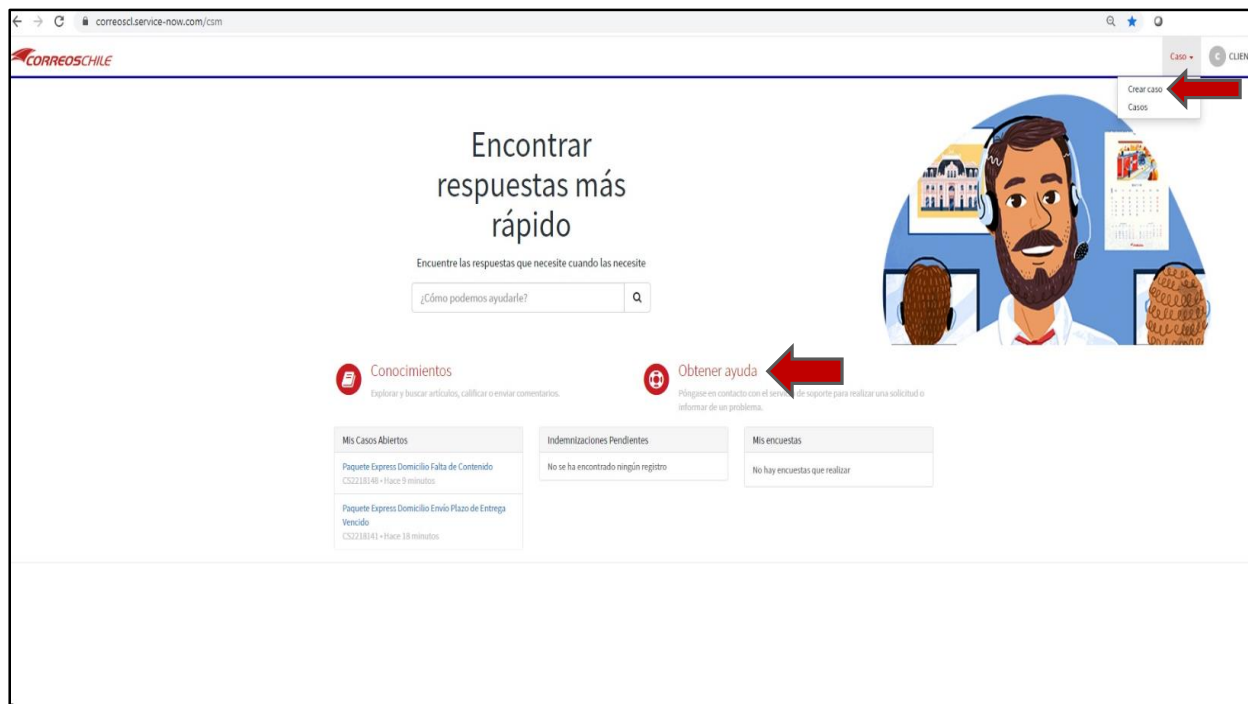 correoscl.service-now.com/csm
CORREOSCHILE
Caso
C CLIEN
Crear caso
Casos
Encontrar
respuestas más
rápido
Encuentre las respuestas que necesite cuando las necesite
¿Cómo podemos ayudarle?
Conocimientos
Explorar y buscar artículos, calificar o enviar comentarios.
Obtener ayuda
Póngase en contacto con el servicio de soporte para realizar una solicitud o
informar de un problema.
Mis Casos Abiertos
Paquete Express Domicilio Falta de Contenido
CS2218148 • Hace 9 minutos
Paquete Express Domicilio Envío Plazo de Entrega
Vencido
CS2218141 • Hace 18 minutos
Indemnizaciones Pendientes
No se ha encontrado ningún registro
Mis encuestas
No hay encuestas que realizar